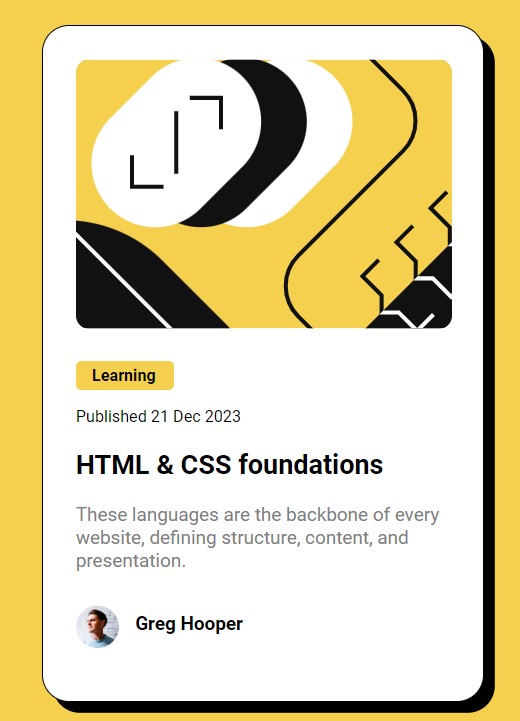 Learning
Published 21 Dec 2023
HTML & CSS foundations
These languages are the backbone of every
website, defining structure, content, and
presentation.
Greg Hooper